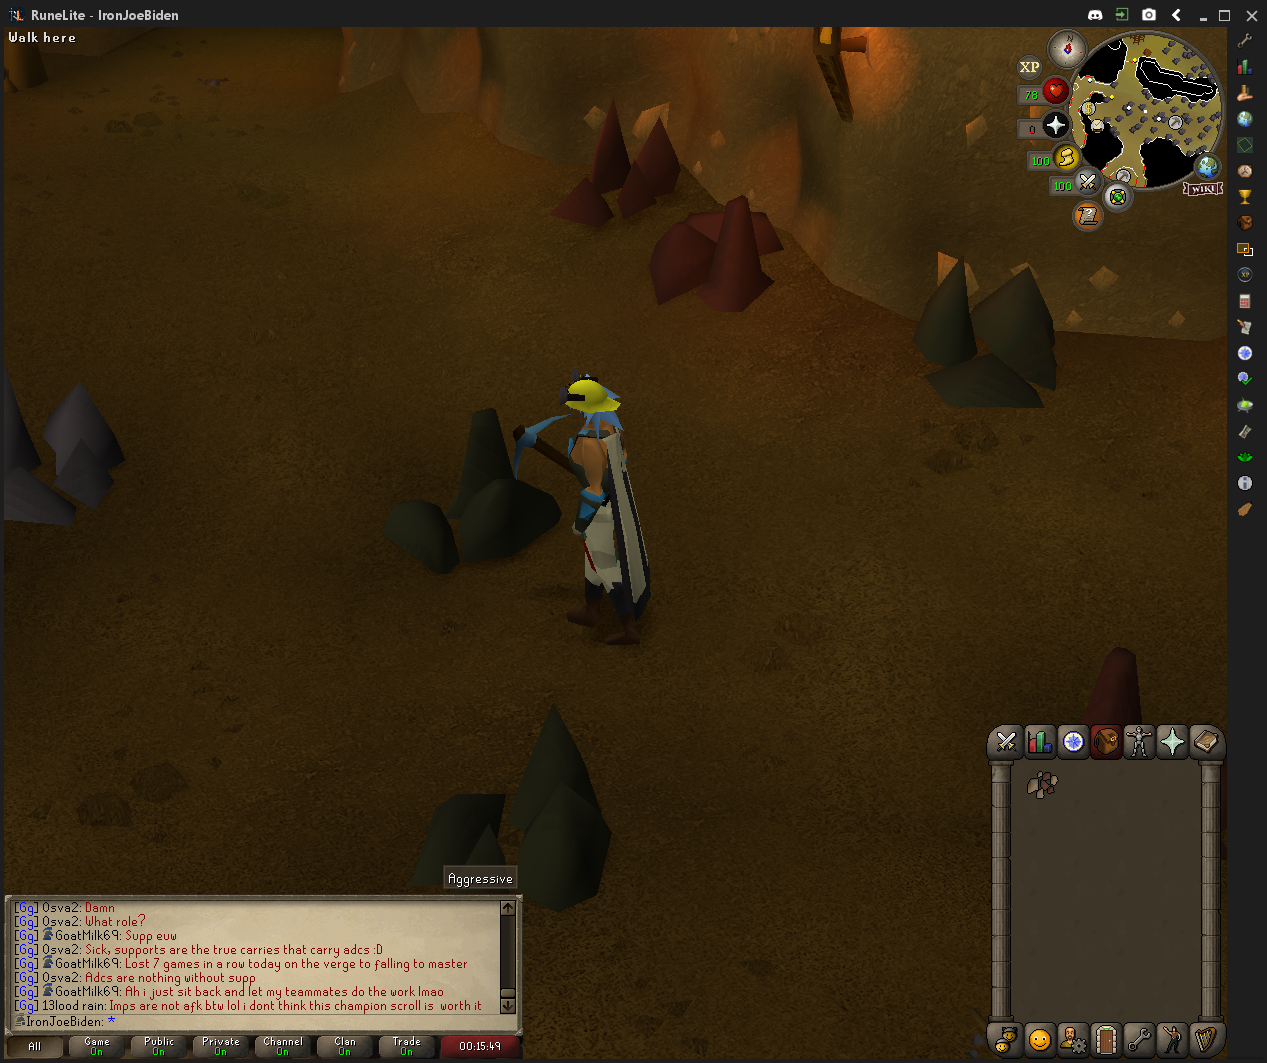 RuneLite - IronJoeBiden
Walk here
N
XP
78
0
100
100
WIKI
Aggressive
[Gg] Osva2: Damn
[Gg] Osva2: What role?
[Gg] GoatMilk69: Supp euw
[Gg] Osva2: Sick, supports are the true carries that carry adcs :D
[Gg] GoatMilk69: Lost 7 games in a row today on the verge to falling to master
[Gg] Osva2: Adcs are nothing without supp
[Gg] GoatMilk69: Ah i just sit back and let my teammates do the work lmao
[Gg] 13lood rain: Imps are not afk btw lol i dont think this champion scroll is worth it
IronJoeBiden: *
All
Game
On
Public
On
Private
On
Channel
On
Clan
On
Trade
On
00:15:49